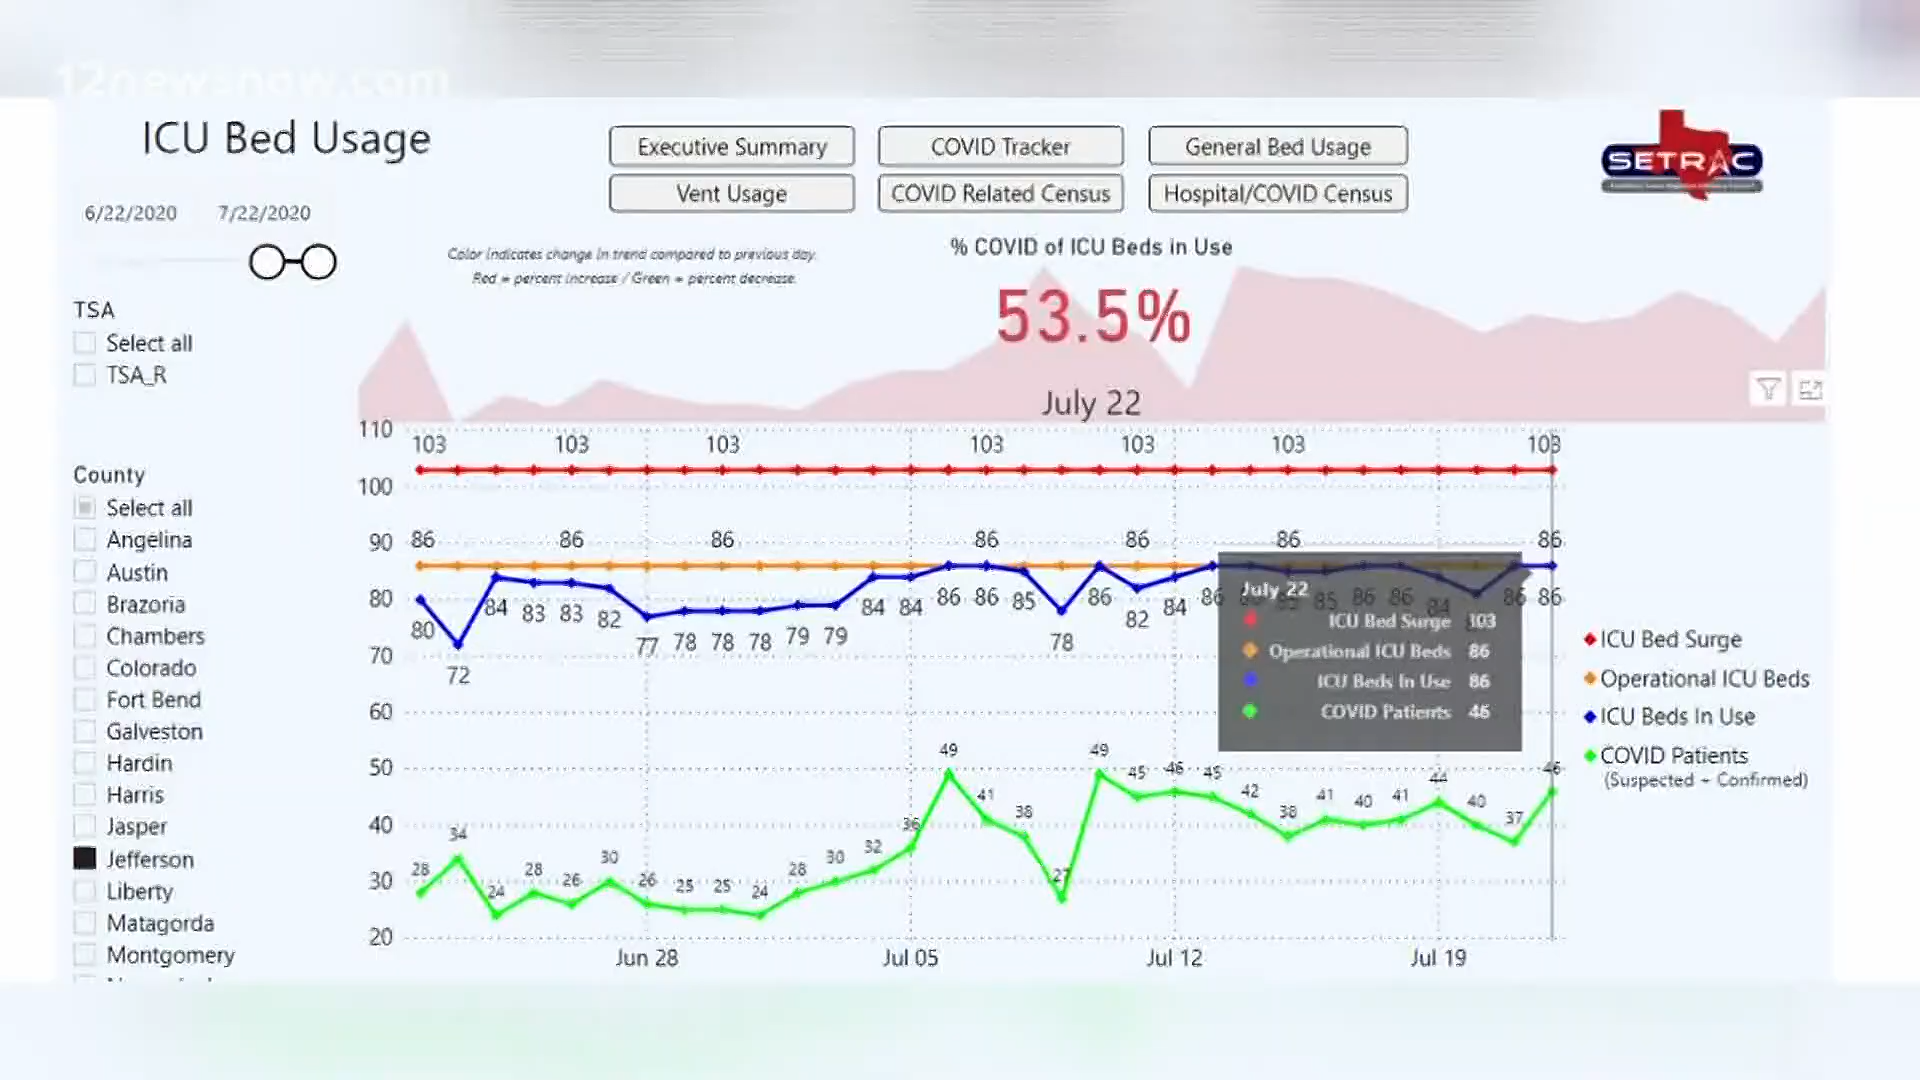 12newsnow.com
ICU Bed Usage
Executive Summary
COVID Tracker
General Bed Usage
Vent Usage
COVID Related Census
Hospital/COVID Census
SETRAC
6/22/2020 7/22/2020
Color indicates change in trend compared to previous day.
Red = percent increase / Green = percent decrease.
% COVID of ICU Beds in Use
53.5%
July 22
TSA
Select all
TSA_R
County
Select all
Angelina
Austin
Brazoria
Chambers
Colorado
Fort Bend
Galveston
Hardin
Harris
Jasper
Jefferson
Liberty
Matagorda
Montgomery
110
100
90
80
70
60
50
40
30
20
103 103 103 103 103 103 103
86 86 86 86 86 86 86
80 72 84 83 83 82 77 78 78 78 79 79 84 84 86 86 85 78 86 82 84 86 85 85 86 86 84 86 86
28 34 24 28 26 30 26 25 25 24 28 30 32 36 49 41 38 27 49 45 46 45 42 38 41 40 41 44 40 37 46
Jun 28 Jul 05 Jul 12 Jul 19
July 22
ICU Bed Surge 103
Operational ICU Beds 86
ICU Beds In Use 86
COVID Patients 46
ICU Bed Surge
Operational ICU Beds
ICU Beds In Use
COVID Patients
(Suspected + Confirmed)